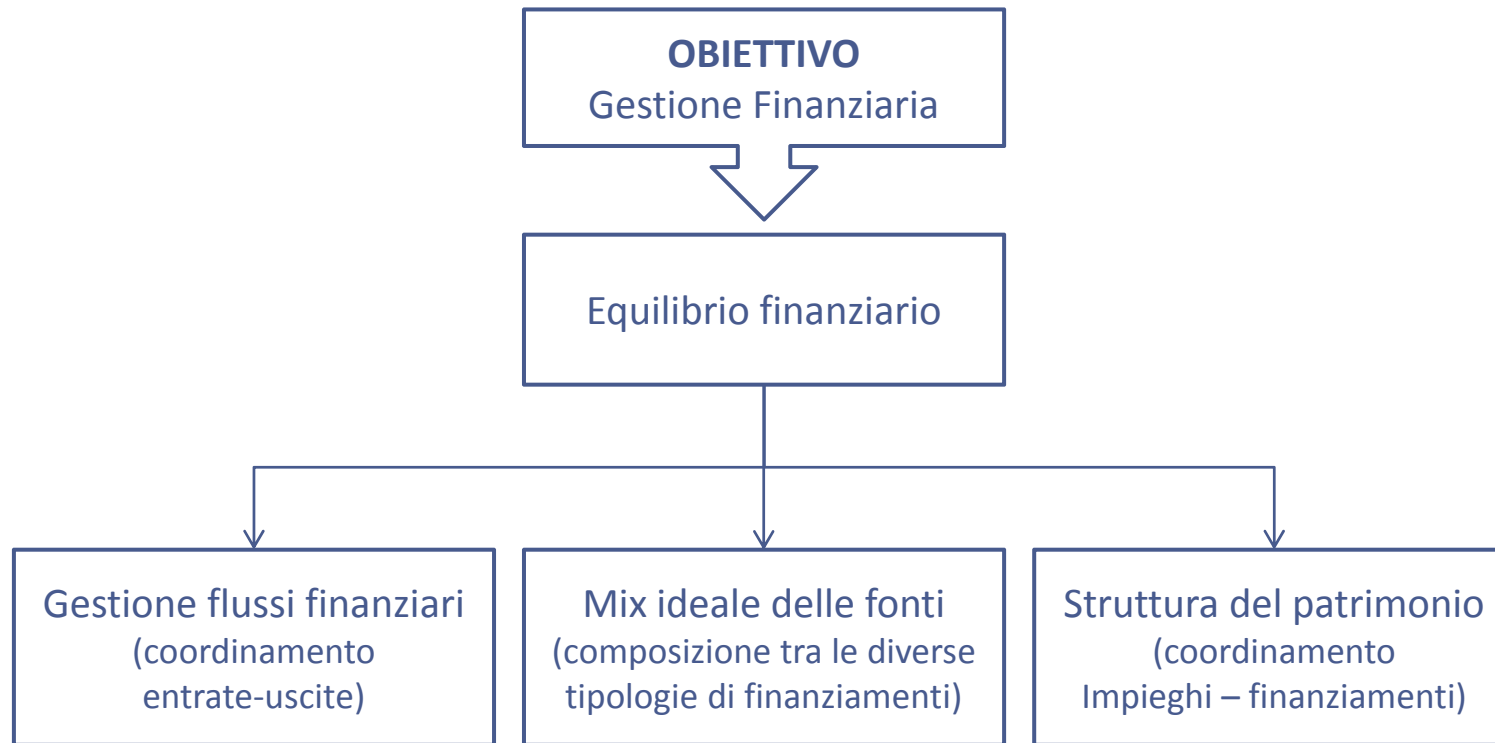 OBIETTIVO
Gestione Finanziaria
Equilibrio finanziario
Gestione flussi finanziari
(coordinamento
entrate-uscite)
Mix ideale delle fonti
(composizione tra le diverse
tipologie di finanziamenti)
Struttura del patrimonio
(coordinamento
Impieghi – finanziamenti)